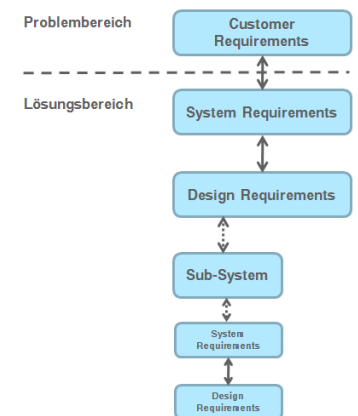 Problembereich
Customer
Requirements
Lösungsbereich
System Requirements
Design Requirements
Sub-System
System
Requirements
Design
Requirements